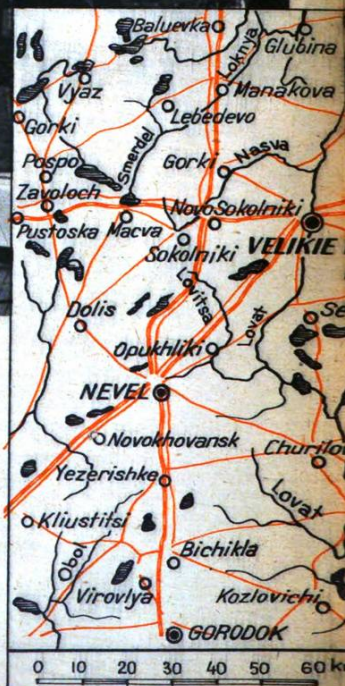 Baluevka
Glubina
Loknya
Vyaz
Manakova
Lebedevo
Gorki
Smerdel
Gorki
Nasva
Pospo
Zavoloch
NovoSokolniki
Pustoska
Macva
VELIKIE
Sokolniki
Lovitsa
Dolis
Lovat
Se
Opukhliki
NEVEL
Novokhovansk
Churilo
Yezerishke
Lovat
Kliustitsi
Obol
Bichikla
Virovlya
Kozlovichi
GORODOK
0 10 20 30 40 50 60 k